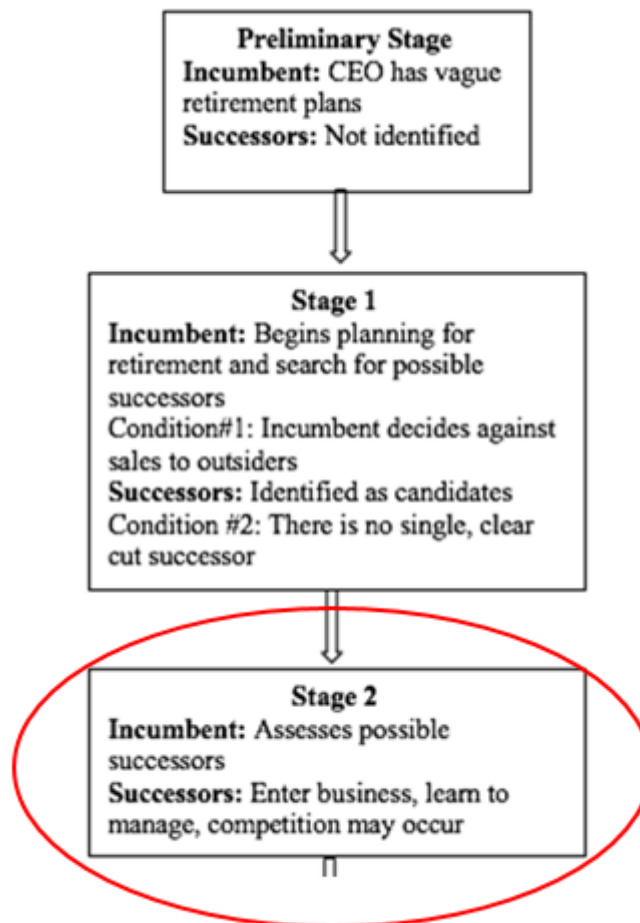 Preliminary Stage
Incumbent: CEO has vague
retirement plans
Successors: Not identified
Stage 1
Incumbent: Begins planning for
retirement and search for possible
successors
Condition#1: Incumbent decides against
sales to outsiders
Successors: Identified as candidates
Condition #2: There is no single, clear
cut successor
Stage 2
Incumbent: Assesses possible
successors
Successors: Enter business, learn to
manage, competition may occur